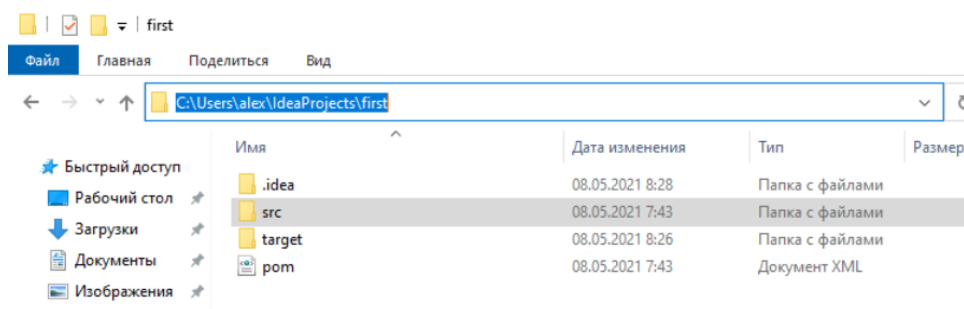 first
Файл Главная Поделиться Вид
C:\Users\alex\IdeaProjects\first
Имя Дата изменения Тип Размер
Быстрый доступ
Рабочий стол
Загрузки
Документы
Изображения
.idea 08.05.2021 8:28 Папка с файлами
src 08.05.2021 7:43 Папка с файлами
target 08.05.2021 8:26 Папка с файлами
pom 08.05.2021 7:43 Документ XML